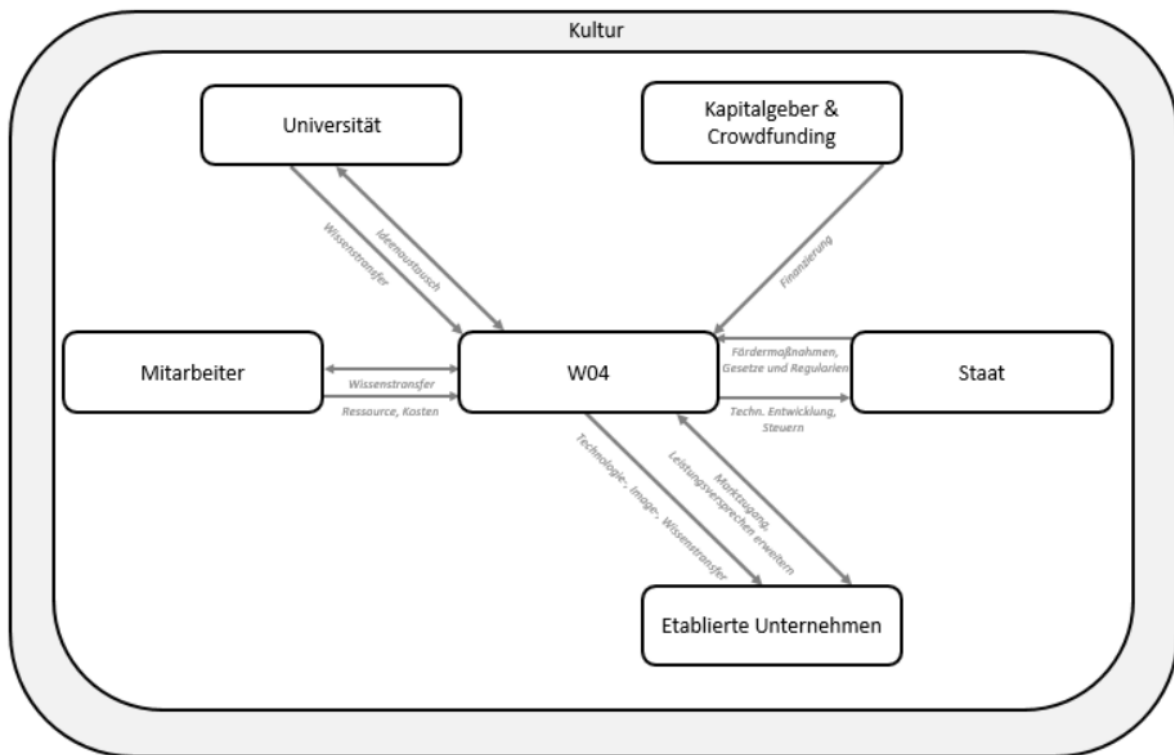 Kultur
Universität
Kapitalgeber &
Crowdfunding
Wissenstransfer
Ideenaustausch
Finanzierung
Mitarbeiter
Wissenstransfer
Ressource, Kosten
W04
Fördermaßnahmen,
Gesetze und Regularien
Techn. Entwicklung,
Steuern
Staat
Technologie-, Image-, Wissenstransfer
Marktzugang,
Leistungsversprechen erweitern
Etablierte Unternehmen